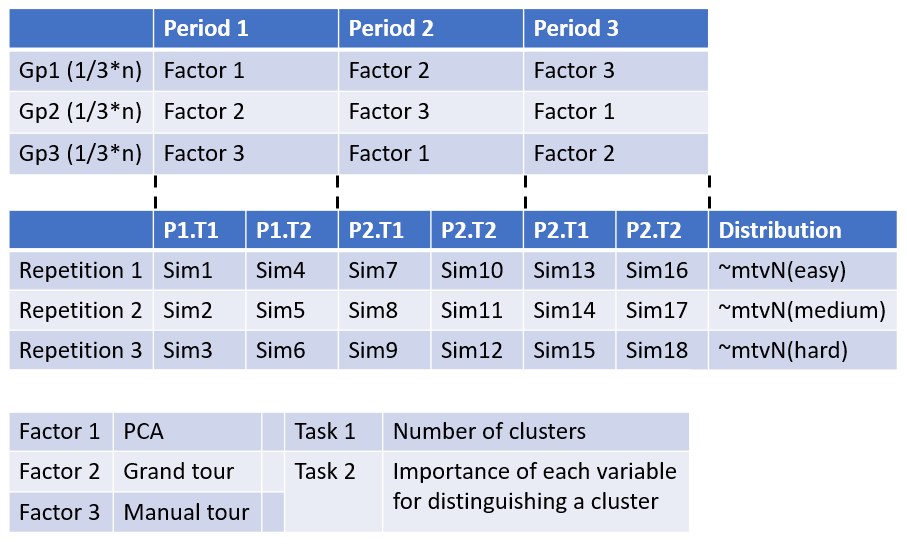 Period 1 Period 2 Period 3
Gp1 (1/3*n) Factor 1 Factor 2 Factor 3
Gp2 (1/3*n) Factor 2 Factor 3 Factor 1
Gp3 (1/3*n) Factor 3 Factor 1 Factor 2
P1.T1 P1.T2 P2.T1 P2.T2 P2.T1 P2.T2 Distribution
Repetition 1 Sim1 Sim4 Sim7 Sim10 Sim13 Sim16 ~mtvN(easy)
Repetition 2 Sim2 Sim5 Sim8 Sim11 Sim14 Sim17 ~mtvN(medium)
Repetition 3 Sim3 Sim6 Sim9 Sim12 Sim15 Sim18 ~mtvN(hard)
Factor 1 PCA Task 1 Number of clusters
Factor 2 Grand tour Task 2 Importance of each variable
for distinguishing a cluster
Factor 3 Manual tour